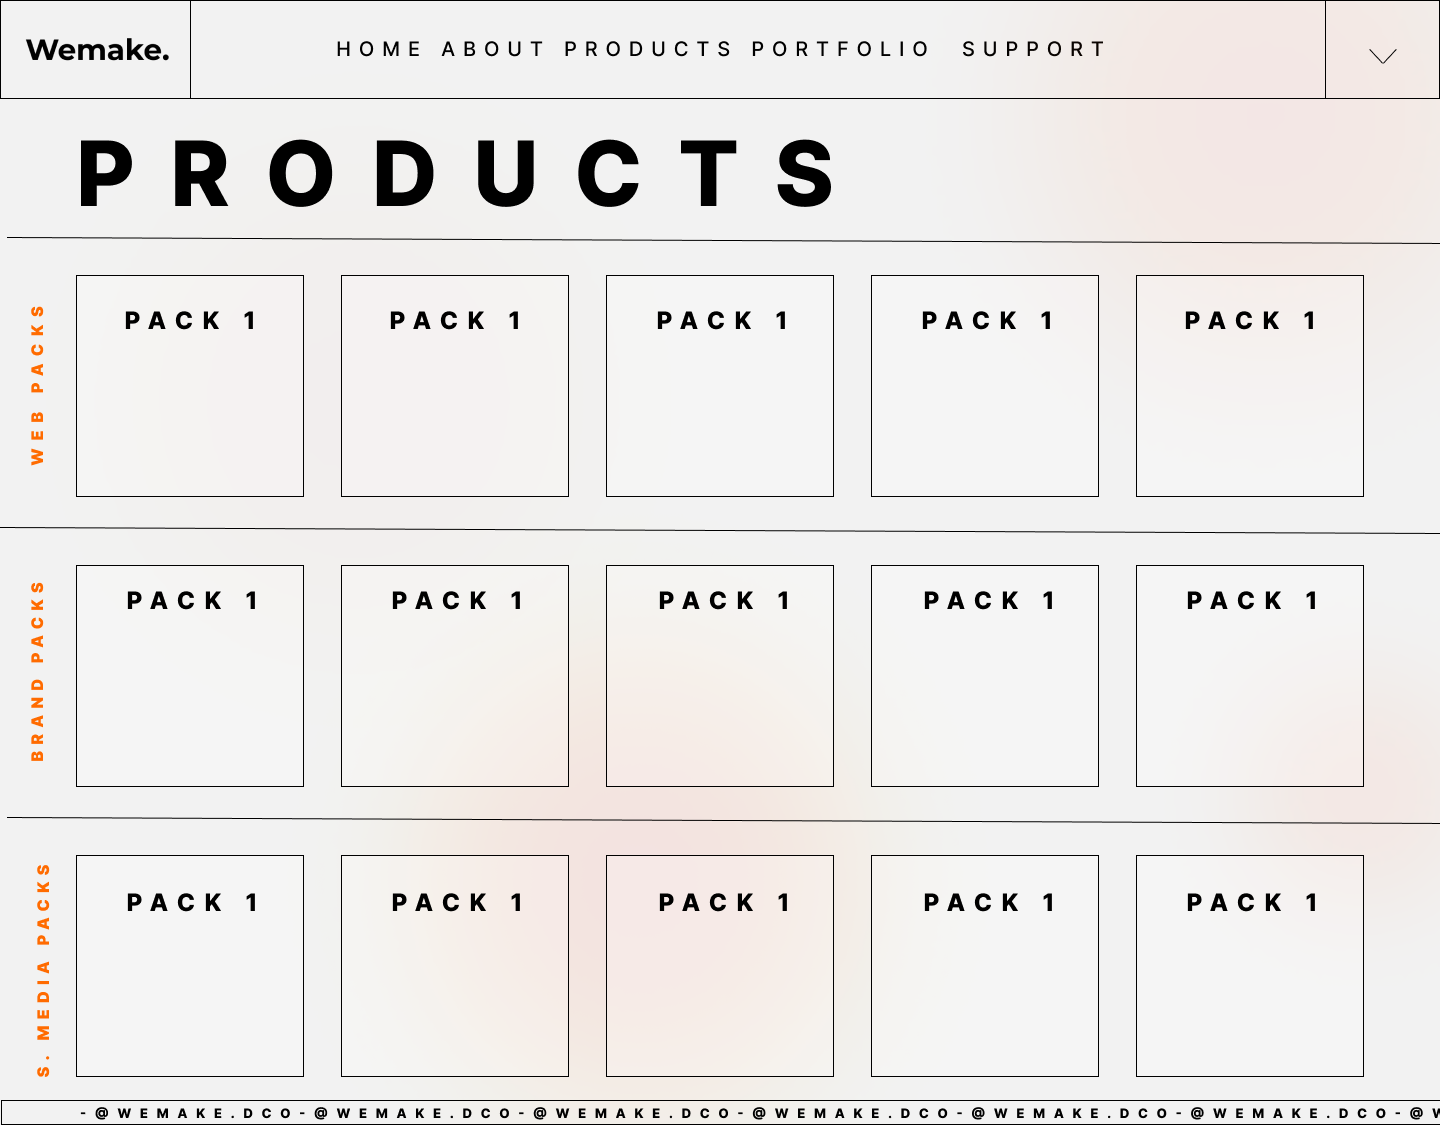 Wemake.
HOME ABOUT PRODUCTS PORTFOLIO SUPPORT
PRODUCTS
WEB PACKS
PACK 1
PACK 1
PACK 1
PACK 1
PACK 1
BRAND PACKS
PACK 1
PACK 1
PACK 1
PACK 1
PACK 1
S. MEDIA PACKS
PACK 1
PACK 1
PACK 1
PACK 1
PACK 1
-@WEMAKE.DCO-@WEMAKE.DCO-@WEMAKE.DCO-@WEMAKE.DCO-@WEMAKE.DCO-@WEMAKE.DCO-@W